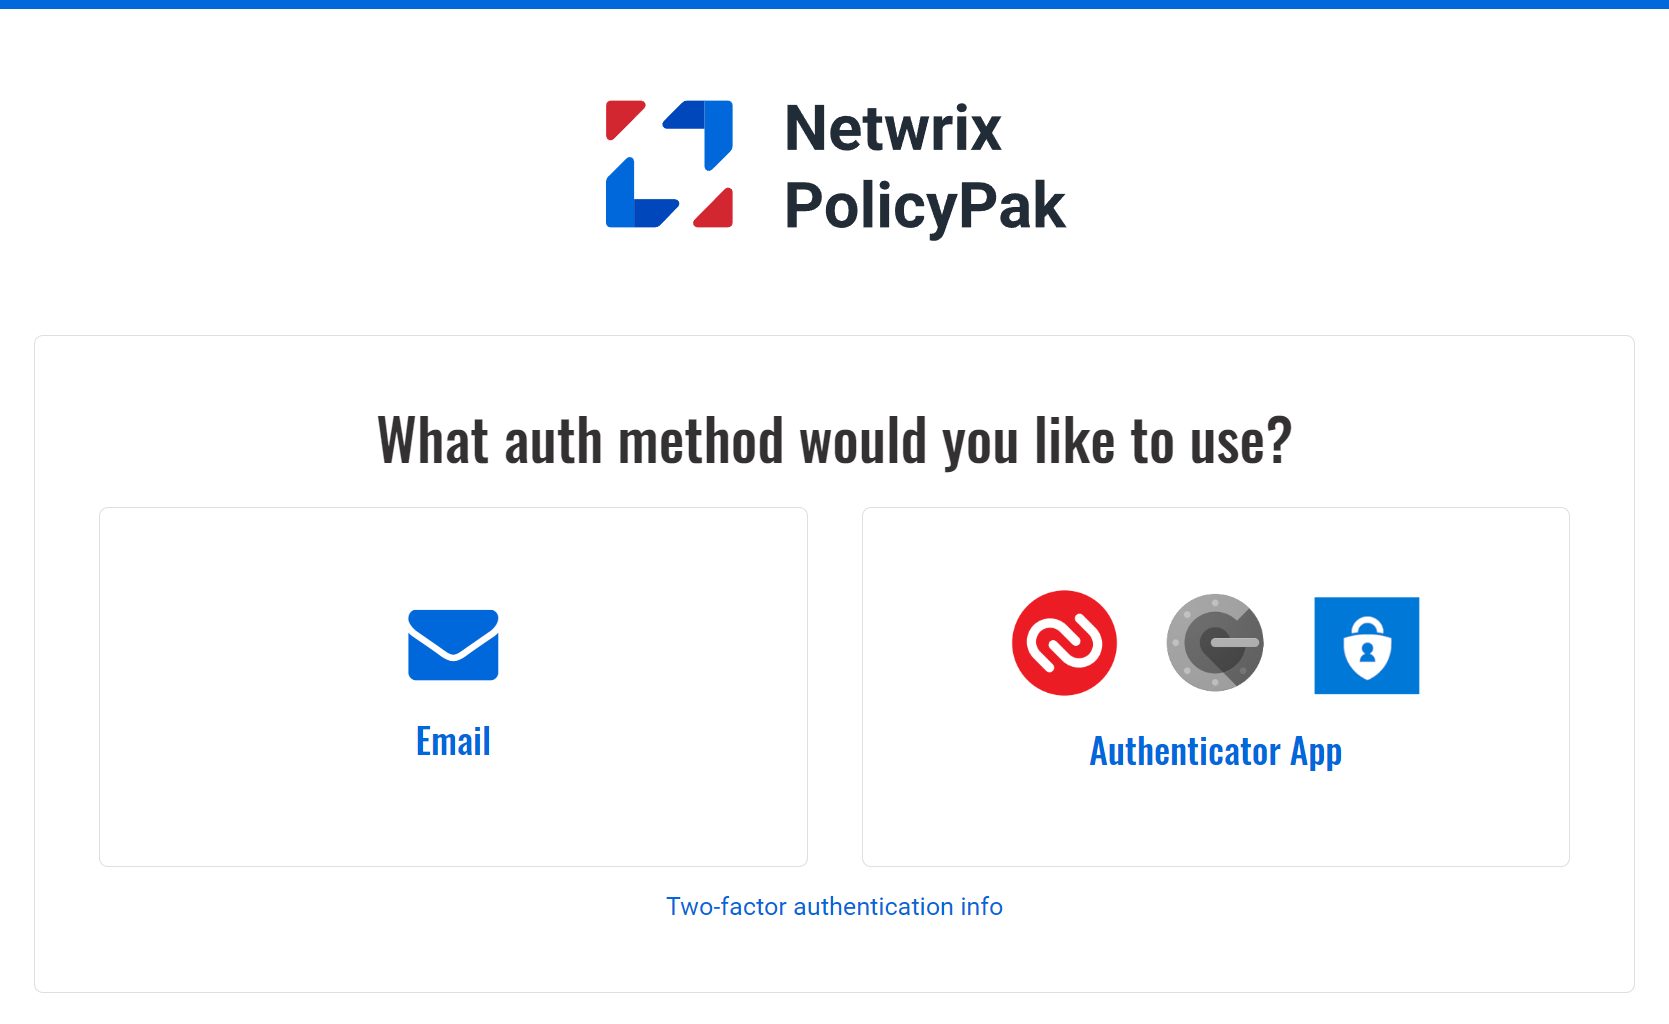 Netwrix
PolicyPak
What auth method would you like to use?
Email
Authenticator App
Two-factor authentication info